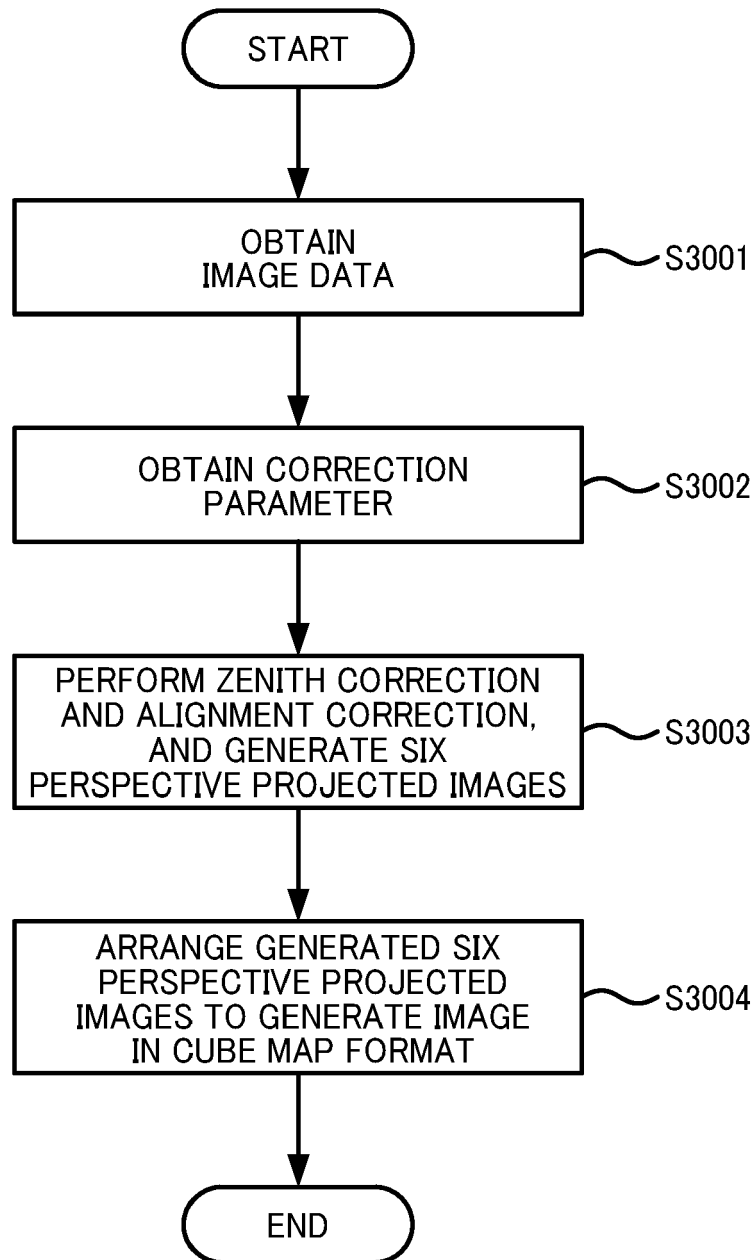 START
OBTAIN
IMAGE DATA
S3001
OBTAIN CORRECTION
PARAMETER
S3002
PERFORM ZENITH CORRECTION
AND ALIGNMENT CORRECTION,
AND GENERATE SIX
PERSPECTIVE PROJECTED IMAGES
S3003
ARRANGE GENERATED SIX
PERSPECTIVE PROJECTED
IMAGES TO GENERATE IMAGE
IN CUBE MAP FORMAT
S3004
END